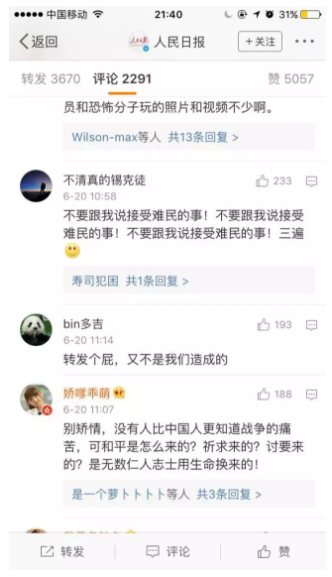 中国移动 21:40 31%
返回 人民日报 +关注
转发 3670 评论 2291 赞 5057
员和恐怖分子玩的照片和视频不少啊。
Wilson-max等人 共13条回复 >
不清真的锡克徒 233
6-20 10:58
不要跟我说接受难民的事！不要跟我说接受
难民的事！不要跟我说接受难民的事！三遍
寿司犯困 共1条回复 >
bin多吉 193
6-20 11:14
转发个屁，又不是我们造成的
娇嗲乖萌 188
6-20 11:07
别矫情，没有人比中国人更知道战争的痛
苦，可和平是怎么来的？祈求来的？讨要来
的？是无数仁人志士用生命换来的！
是一个萝卜卜卜卜等人 共3条回复 >
转发 评论 赞